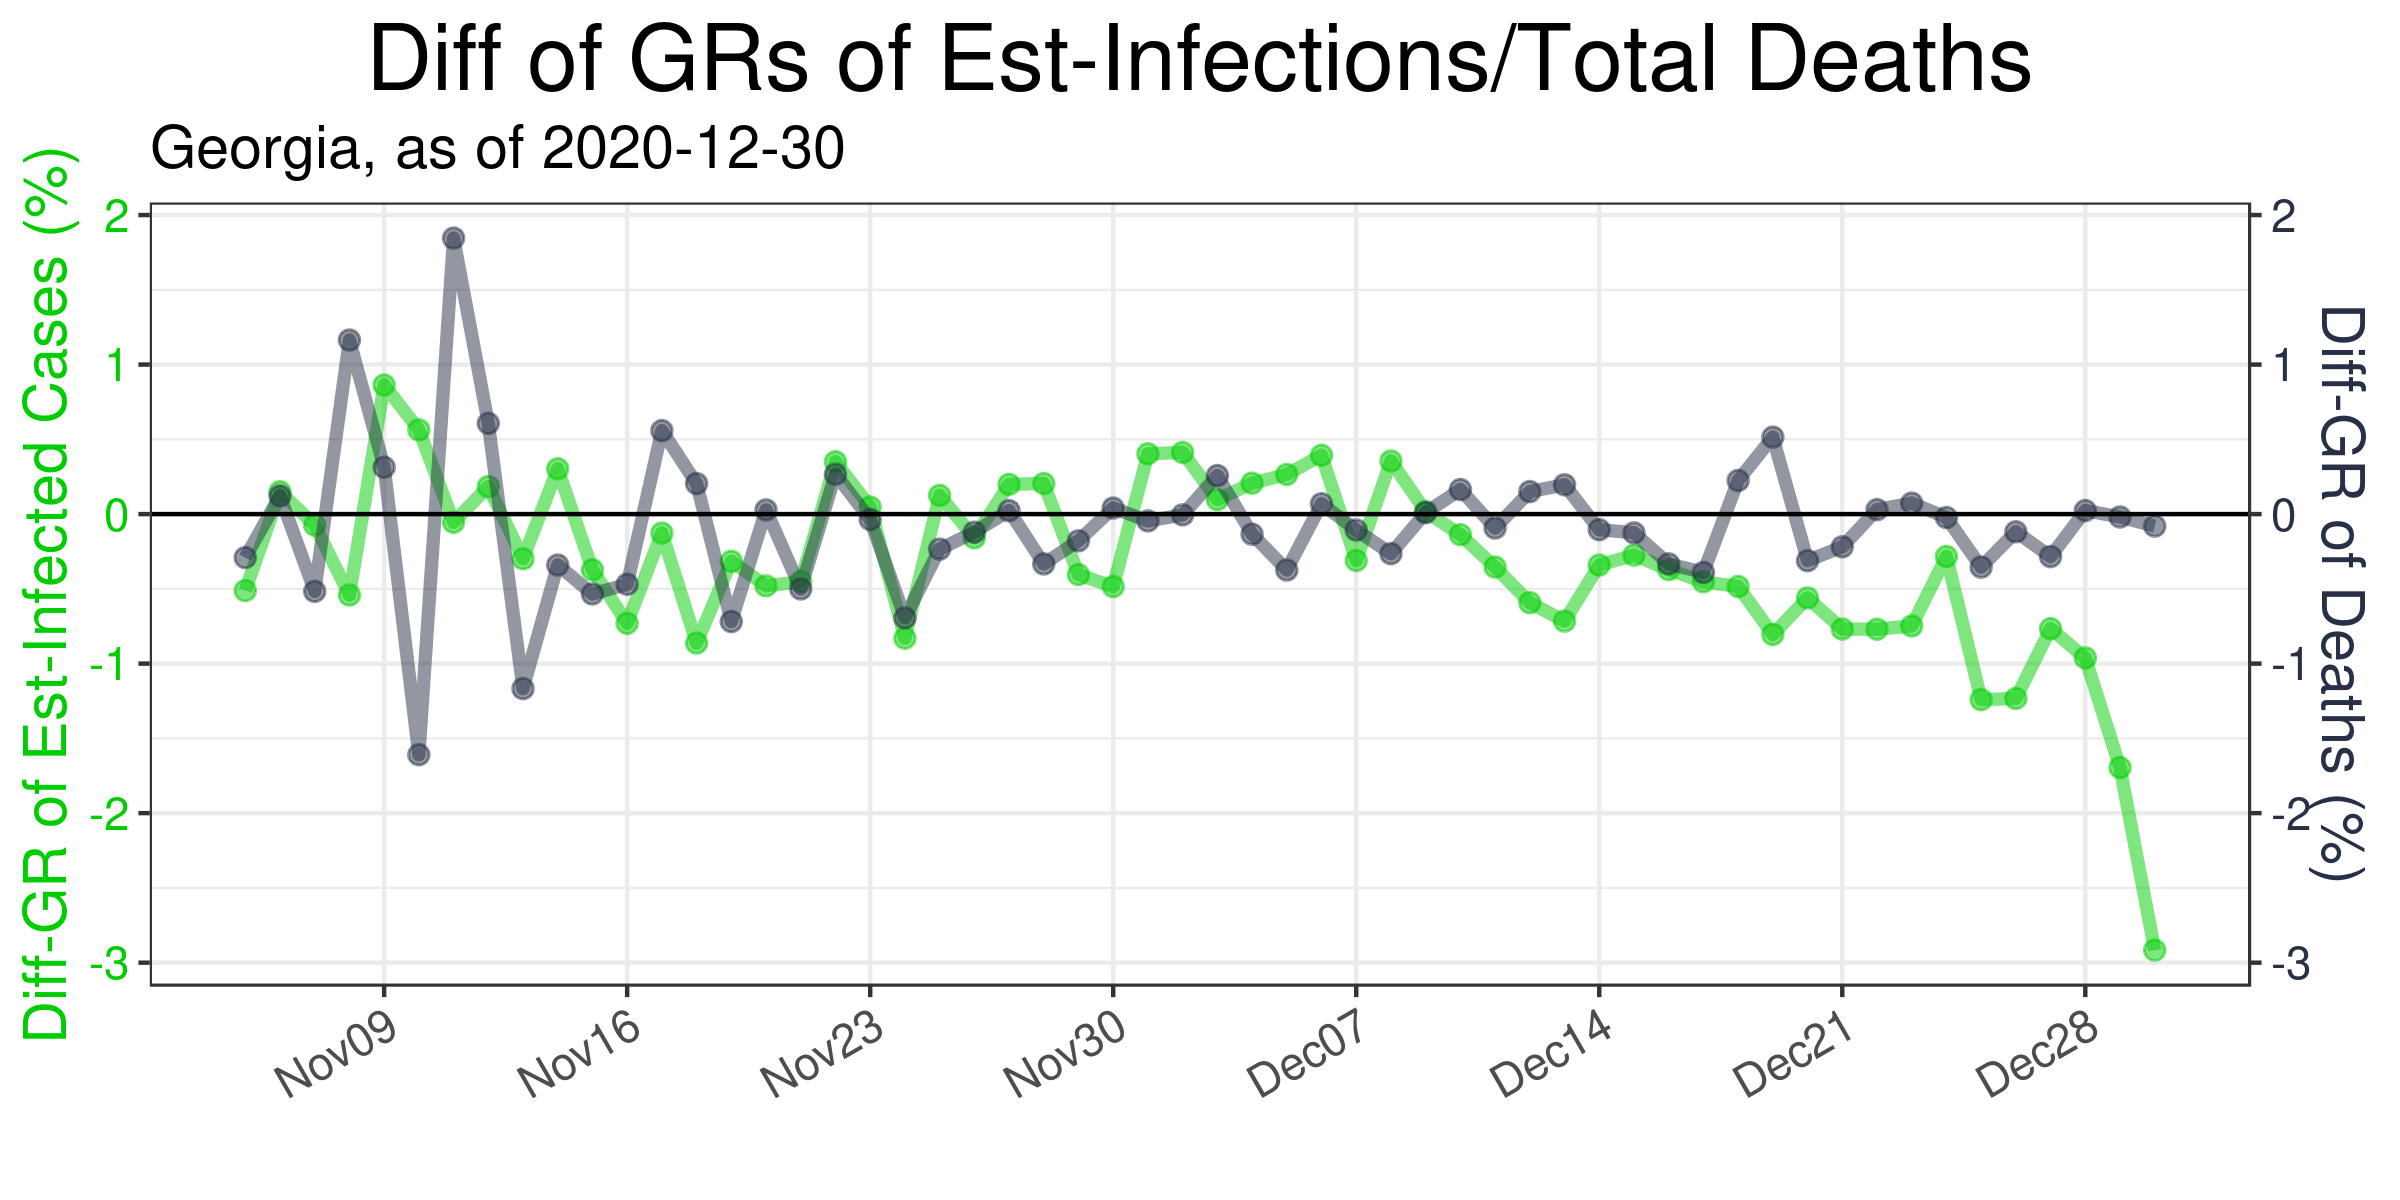 Diff of GRs of Est-Infections/Total Deaths
Georgia, as of 2020-12-30
Diff-GR of Est-Infected Cases (%)
2
1
0
-1
-2
-3
2
1
0
-1
-2
-3
Diff-GR of Deaths (%)
Nov09
Nov16
Nov23
Nov30
Dec07
Dec14
Dec21
Dec28